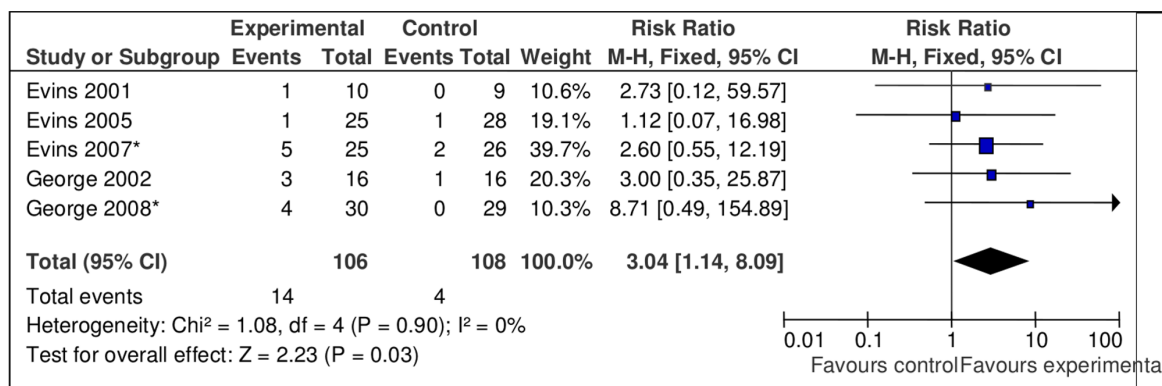 Experimental Control Risk Ratio Risk Ratio
Study or Subgroup Events Total Events Total Weight M-H, Fixed, 95% CI M-H, Fixed, 95% CI
Evins 2001 1 10 0 9 10.6% 2.73 [0.12, 59.57]
Evins 2005 1 25 1 28 19.1% 1.12 [0.07, 16.98]
Evins 2007* 5 25 2 26 39.7% 2.60 [0.55, 12.19]
George 2002 3 16 1 16 20.3% 3.00 [0.35, 25.87]
George 2008* 4 30 0 29 10.3% 8.71 [0.49, 154.89]
Total (95% CI) 106 108 100.0% 3.04 [1.14, 8.09]
Total events 14 4
Heterogeneity: Chi² = 1.08, df = 4 (P = 0.90); I² = 0%
Test for overall effect: Z = 2.23 (P = 0.03)
0.01 0.1 1 10 100
Favours control Favours experimenta